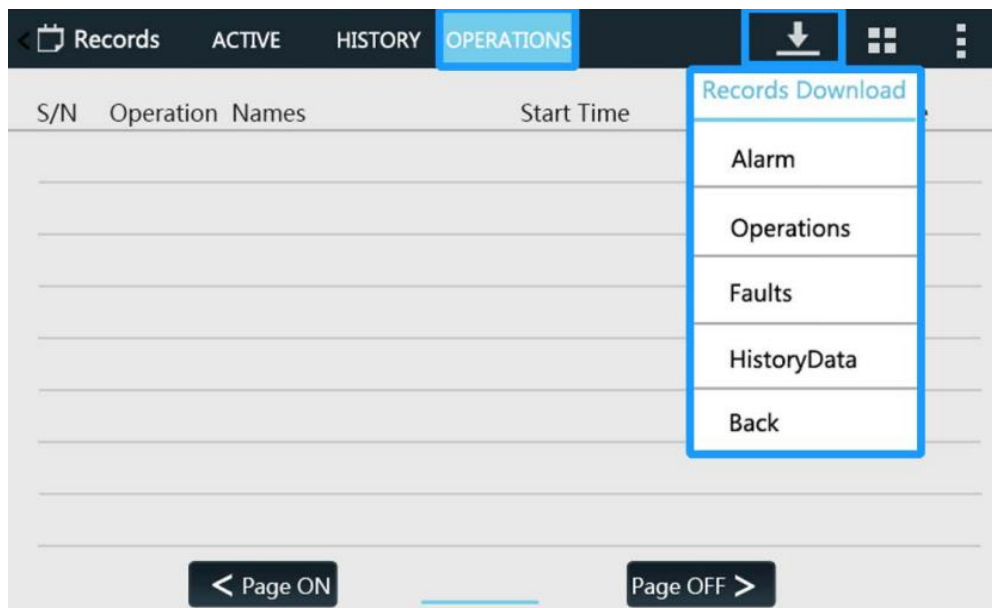 Records ACTIVE HISTORY OPERATIONS
S/N Operation Names Start Time
Records Download
Alarm
Operations
Faults
HistoryData
Back
< Page ON Page OFF >